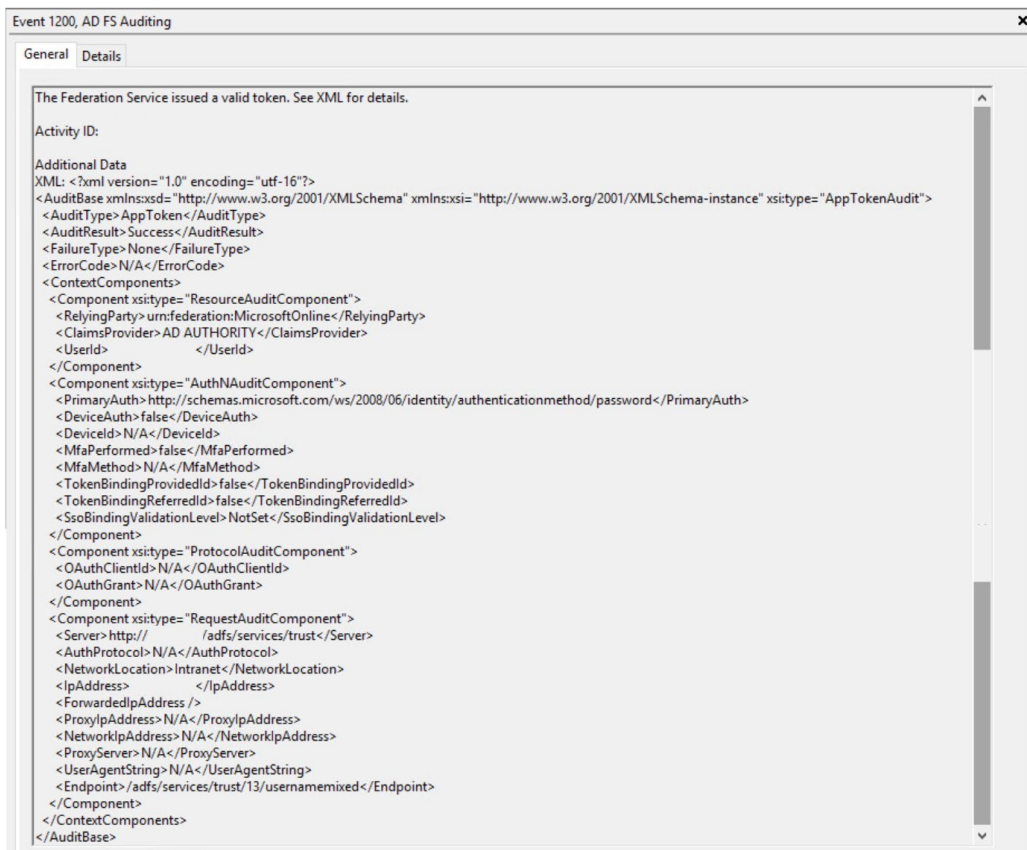 Event 1200, AD FS Auditing
General Details
The Federation Service issued a valid token. See XML for details.
Activity ID:
Additional Data
XML: <?xml version="1.0" encoding="utf-16"?>
<AuditBase xmlns:xsd="http://www.w3.org/2001/XMLSchema" xmlns:xsi="http://www.w3.org/2001/XMLSchema-instance" xsi:type="AppTokenAudit">
<AuditType>AppToken</AuditType>
<AuditResult>Success</AuditResult>
<FailureType>None</FailureType>
<ErrorCode>N/A</ErrorCode>
<ContextComponents>
<Component xsi:type="ResourceAuditComponent">
<RelyingParty>urn:federation:MicrosoftOnline</RelyingParty>
<ClaimsProvider>AD AUTHORITY</ClaimsProvider>
<UserId> </UserId>
</Component>
<Component xsi:type="AuthNAuditComponent">
<PrimaryAuth>http://schemas.microsoft.com/ws/2008/06/identity/authenticationmethod/password</PrimaryAuth>
<DeviceAuth>false</DeviceAuth>
<DeviceId>N/A</DeviceId>
<MfaPerformed>false</MfaPerformed>
<MfaMethod>N/A</MfaMethod>
<TokenBindingProvidedId>false</TokenBindingProvidedId>
<TokenBindingReferredId>false</TokenBindingReferredId>
<SsoBindingValidationLevel>NotSet</SsoBindingValidationLevel>
</Component>
<Component xsi:type="ProtocolAuditComponent">
<OAuthClientId>N/A</OAuthClientId>
<OAuthGrant>N/A</OAuthGrant>
</Component>
<Component xsi:type="RequestAuditComponent">
<Server>http:// /adfs/services/trust</Server>
<AuthProtocol>N/A</AuthProtocol>
<NetworkLocation>Intranet</NetworkLocation>
<IpAddress> </IpAddress>
<ForwardedIpAddress />
<ProxyIpAddress>N/A</ProxyIpAddress>
<NetworkIpAddress>N/A</NetworkIpAddress>
<ProxyServer>N/A</ProxyServer>
<UserAgentString>N/A</UserAgentString>
<Endpoint>/adfs/services/trust/13/usernamemixed</Endpoint>
</Component>
</ContextComponents>
</AuditBase>